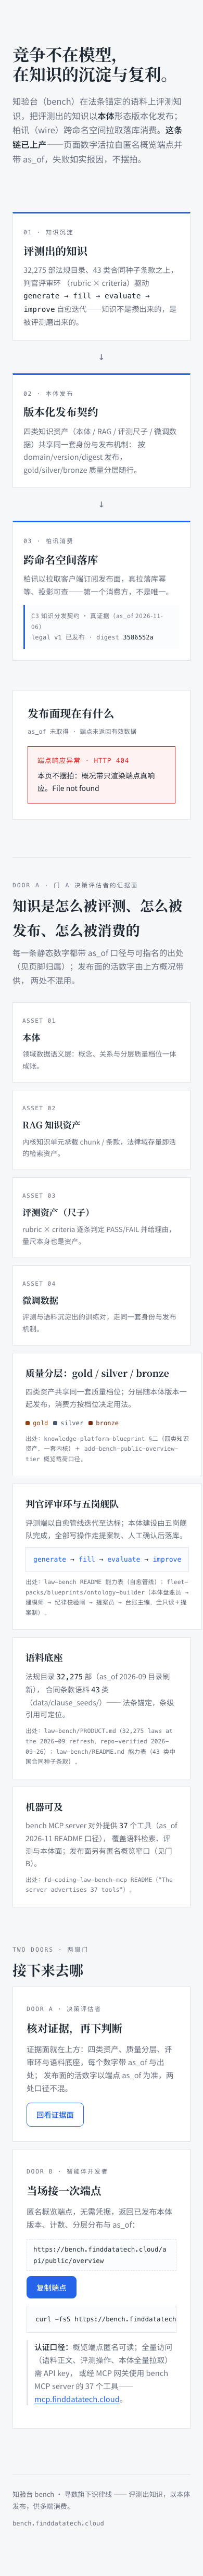 竞争不在模型，
在知识的沉淀与复利。
知验台（bench）在法条锚定的语料上评测知
识，把评测出的知识以本体形态版本化发布；
柏讯（wire）跨命名空间拉取落库消费。这条
链已上产——页面数字活拉自匿名概览端点并
带 as_of，失败如实报因，不摆拍。
01 · 知识沉淀
评测出的知识
32,275 部法规目录、43 类合同种子条款之上，
判官评审环 （rubric × criteria）驱动
generate → fill → evaluate →
improve 自愈迭代——知识不是攒出来的，是
被评测磨出来的。
↓
02 · 本体发布
版本化发布契约
四类知识资产（本体 / RAG / 评测尺子 / 微调数
据）共享同一套身份与发布机制： 按
domain/version/digest 发布，
gold/silver/bronze 质量分层随行。
↓
03 · 柏讯消费
跨命名空间落库
柏讯以拉取客户端订阅发布面，真拉落库幂
等、投影可查——第一个消费方，不是唯一。
C3 知识分发契约 · 真证据（as_of 2026-11-
06）
legal v1 已发布 · digest 3586552a
发布面现在有什么
as_of 未取得 · 端点未返回有效数据
端点响应异常 · HTTP 404
本页不摆拍：概况带只渲染端点真响
应。File not found
DOOR A · 门 A 决策评估者的证据面
知识是怎么被评测、怎么被
发布、怎么被消费的
每一条静态数字都带 as_of 口径与可指名的出处
（见页脚归属）；发布面的活数字由上方概况带
供， 两处不混用。
ASSET 01
本体
领域数据语义层：概念、关系与分层质量档位一体
成账。
ASSET 02
RAG 知识资产
内核知识单元承载 chunk / 条款，法律域存量即活
的检索资产。
ASSET 03
评测资产（尺子）
rubric × criteria 逐条判定 PASS/FAIL 并给理由，
量尺本身也是资产。
ASSET 04
微调数据
评测与语料沉淀出的训练对，走同一套身份与发布
机制。
质量分层：gold / silver / bronze
四类资产共享同一套质量档位；分层随本体版本一
起发布，消费方按档位决定用法。
gold silver bronze
出处：knowledge-platform-blueprint §二（四类知识
资产、一套内核）＋ add-bench-public-overview-
tier 概览载荷口径。
判官评审环与五岗舰队
评测端以自愈管线迭代至达标；本体建设由五岗舰
队完成，全部写操作走提案制、人工确认后落库。
generate → fill → evaluate → improve
出处：law-bench README 能力表（自愈管线）；fleet-
packs/blueprints/ontology-builder（本体盘账员 →
建模师 → 纪律校验闸 → 提案员 → 台账主编，全只读＋提
案制）。
语料底座
法规目录 32,275 部（as_of 2026-09 目录刷
新）， 合同条款语料 43 类
（data/clause_seeds/）—— 法条锚定，条级
引用可定位。
出处：law-bench/PRODUCT.md（32,275 laws at
the 2026-09 refresh，repo-verified 2026-
09-26）；law-bench/README.md 能力表（43 类中
国合同种子条款）。
机器可及
bench MCP server 对外提供 37 个工具（as_of
2026-11 README 口径）， 覆盖语料检索、评
测与本体面；发布面另有匿名概览窄口（见门
B）。
出处：fd-coding-law-bench-mcp README（“The
server advertises 37 tools”）。
TWO DOORS · 两扇门
接下来去哪
DOOR A · 决策评估者
核对证据，再下判断
证据面就在上方：四类资产、质量分层、评
审环与语料底座，每个数字带 as_of 与出
处； 发布面的活数字以端点 as_of 为准，两
处口径不混。
回看证据面
DOOR B · 智能体开发者
当场接一次端点
匿名概览端点，无需凭据，返回已发布本体
版本、计数、分层分布与 as_of：
https://bench.finddatatech.cloud/a
pi/public/overview
复制端点
curl -fsS https://bench.finddatatech
认证口径：概览端点匿名可读；全量访问
（语料正文、评测操作、本体全量拉取）
需 API key， 或经 MCP 网关使用 bench
MCP server 的 37 个工具——
mcp.finddatatech.cloud。
知验台 bench · 寻数旗下识律线 —— 评测出知识，以本体
发布，供多端消费。
bench.finddatatech.cloud